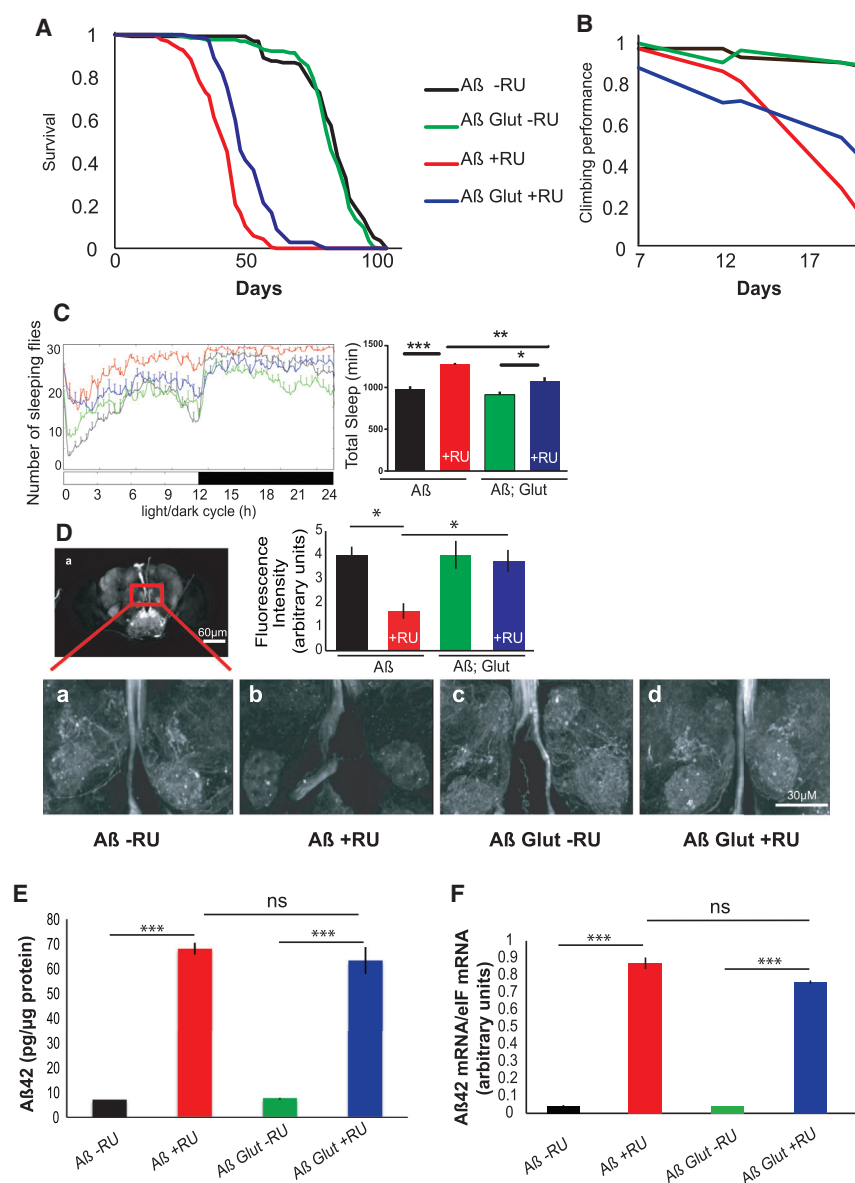 A
1
0.8
0.6
0.4
0.2
0
Survival
0 50 100
Days
Aß -RU
Aß Glut -RU
Aß +RU
Aß Glut +RU
B
1
0.8
0.6
0.4
0.2
0
Climbing performance
7 12 17
Days
C
30
20
10
0
Number of sleeping flies
0 3 6 9 12 15 18 21 24
light/dark cycle (h)
1500
1000
500
0
Total Sleep (min)
***
**
*
+RU
+RU
Aß
Aß; Glut
D
a
60µm
5
4
3
2
1
0
Fluorescence
Intensity
(arbitrary units)
*
*
+RU
+RU
Aß
Aß; Glut
a
b
c
d
30µM
Aß -RU
Aß +RU
Aß Glut -RU
Aß Glut +RU
E
80
70
60
50
40
30
20
10
0
Aß42 (pg/µg protein)
ns
***
***
Aß -RU
Aß +RU
Aß Glut -RU
Aß Glut +RU
F
1
0.9
0.8
0.7
0.6
0.5
0.4
0.3
0.2
0.1
0
Aß42 mRNA/eIF mRNA
(arbitrary units)
ns
***
***
Aß -RU
Aß +RU
Aß Glut -RU
Aß Glut +RU